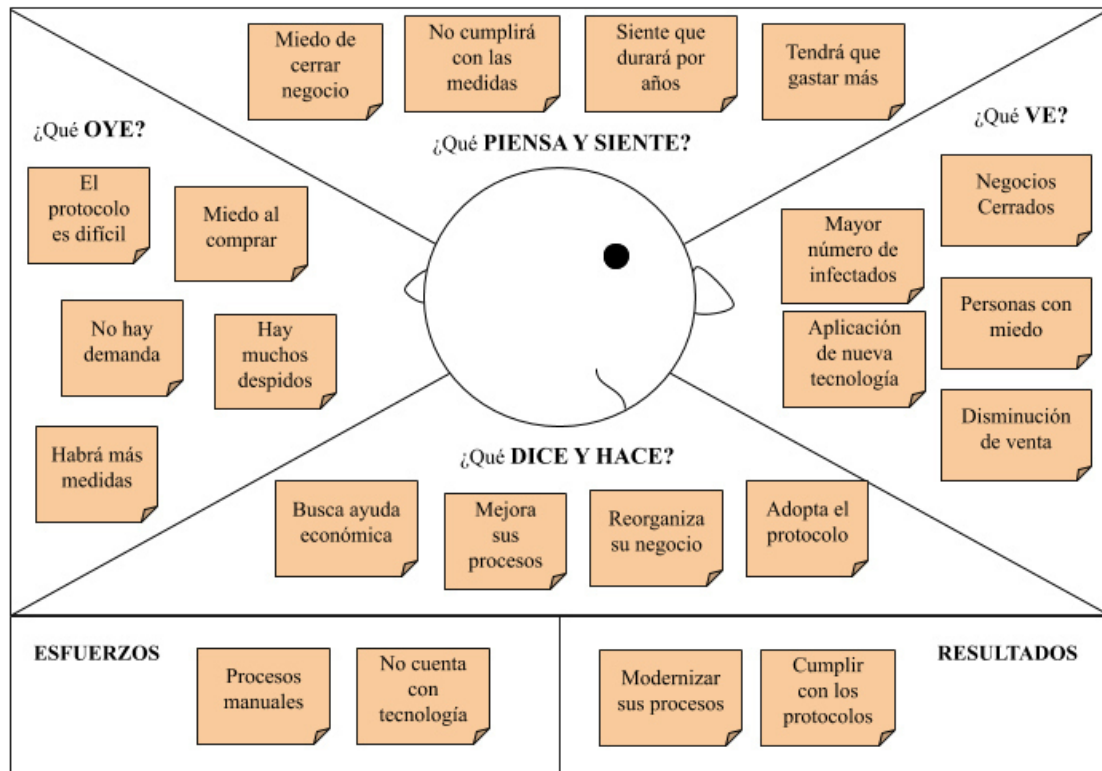 Miedo de
cerrar
negocio
No cumplirá
con las
medidas
Siente que
durará por
años
Tendrá que
gastar más
¿Qué PIENSA Y SIENTE?
¿Qué OYE?
El
protocolo
es difícil
Miedo al
comprar
No hay
demanda
Hay
muchos
despidos
Habrá más
medidas
¿Qué VE?
Negocios
Cerrados
Mayor
número de
infectados
Personas con
miedo
Aplicación
de nueva
tecnología
Disminución
de venta
¿Qué DICE Y HACE?
Busca ayuda
económica
Mejora
sus
procesos
Reorganiza
su negocio
Adopta el
protocolo
ESFUERZOS
Procesos
manuales
No cuenta
con
tecnología
RESULTADOS
Modernizar
sus procesos
Cumplir
con los
protocolos